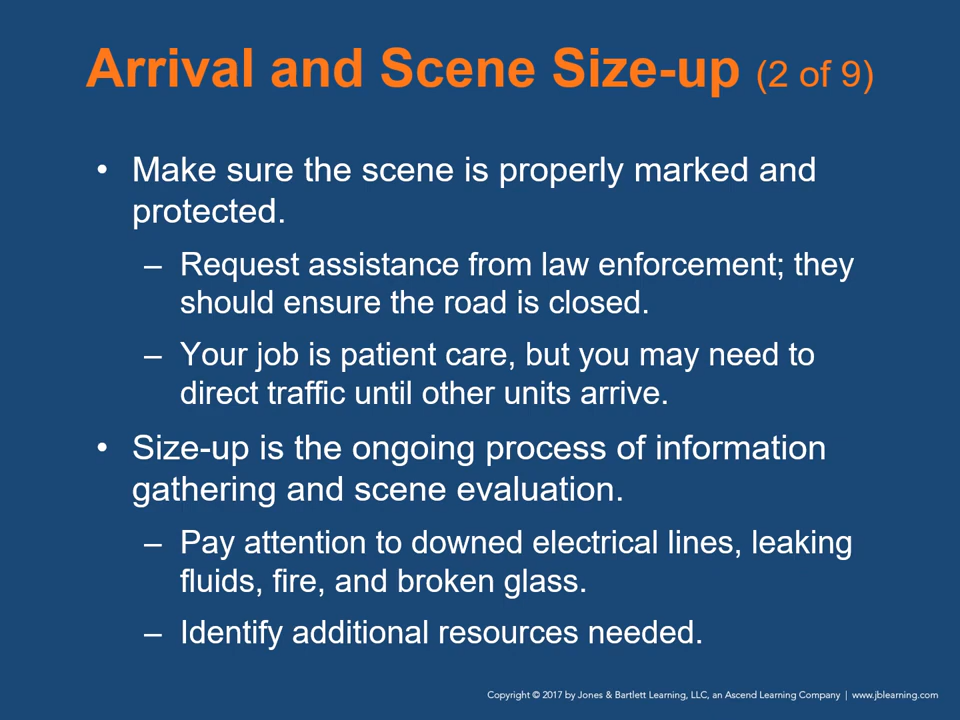 Arrival and Scene Size-up (2 of 9)
• Make sure the scene is properly marked and
protected.
– Request assistance from law enforcement; they
should ensure the road is closed.
– Your job is patient care, but you may need to
direct traffic until other units arrive.
• Size-up is the ongoing process of information
gathering and scene evaluation.
– Pay attention to downed electrical lines, leaking
fluids, fire, and broken glass.
– Identify additional resources needed.
Copyright © 2017 by Jones & Bartlett Learning, LLC, an Ascend Learning Company | www.jblearning.com